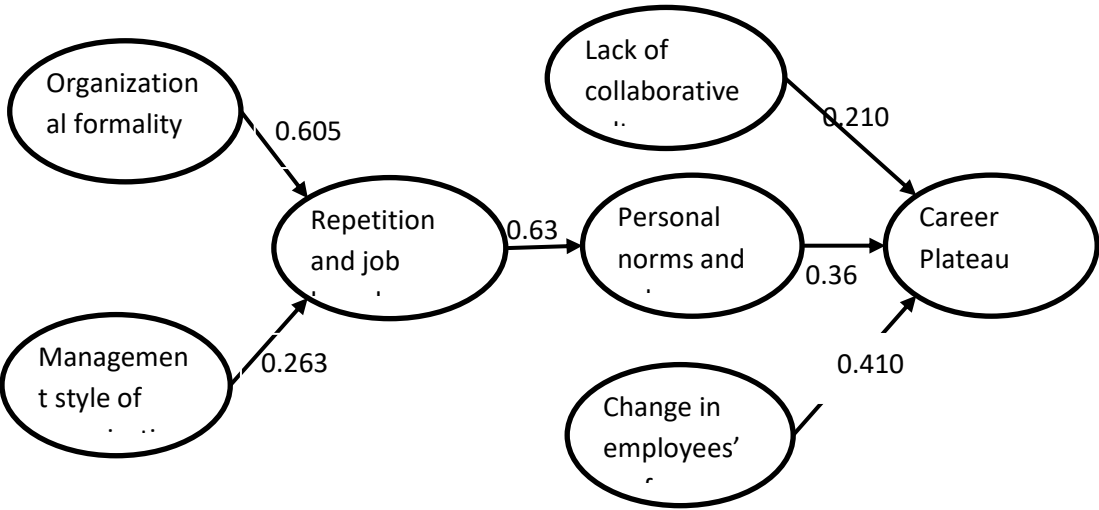 Organization
al formality
0.605
Managemen
t style of
0.263
Repetition
and job
0.63
Lack of
collaborative
0.210
Personal
norms and
0.36
Change in
employees’
0.410
Career
Plateau